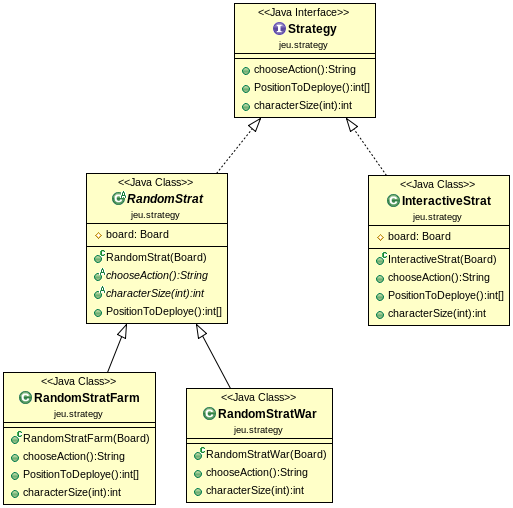 <<Java Interface>>
Strategy
jeu.strategy
chooseAction():String
PositionToDeploye():int[]
characterSize(int):int
<<Java Class>>
RandomStrat
jeu.strategy
board: Board
RandomStrat(Board)
chooseAction():String
characterSize(int):int
PositionToDeploye():int[]
<<Java Class>>
InteractiveStrat
jeu.strategy
board: Board
InteractiveStrat(Board)
chooseAction():String
PositionToDeploye():int[]
characterSize(int):int
<<Java Class>>
RandomStratFarm
jeu.strategy
RandomStratFarm(Board)
chooseAction():String
PositionToDeploye():int[]
characterSize(int):int
<<Java Class>>
RandomStratWar
jeu.strategy
RandomStratWar(Board)
chooseAction():String
characterSize(int):int